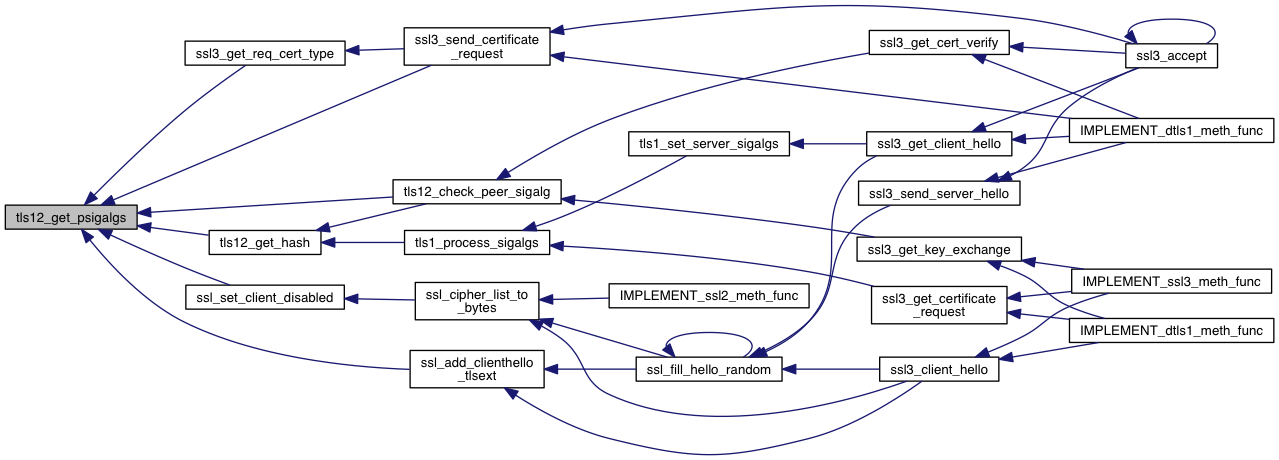 tls12_get_psigalgs
ssl3_get_req_cert_type
ssl3_send_certificate
_request
tls12_check_peer_sigalg
tls12_get_hash
tls1_process_sigalgs
ssl_set_client_disabled
ssl_cipher_list_to
_bytes
ssl_add_clienthello
_tlsext
tls1_set_server_sigalgs
IMPLEMENT_ssl2_meth_func
ssl_fill_hello_random
ssl3_get_cert_verify
ssl3_get_client_hello
ssl3_send_server_hello
ssl3_get_key_exchange
ssl3_get_certificate
_request
ssl3_client_hello
ssl3_accept
IMPLEMENT_dtls1_meth_func
IMPLEMENT_ssl3_meth_func
IMPLEMENT_dtls1_meth_func